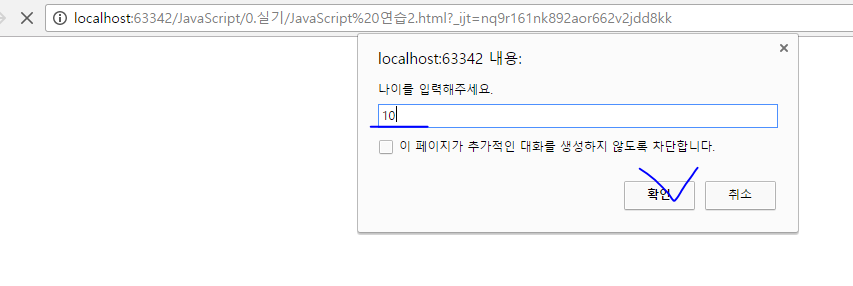 localhost:63342/JavaScript/0.실기/JavaScript%20연습2.html?_ijt=nq9r161nk892aor662v2jdd8kk
localhost:63342 내용:
나이를 입력해주세요.
10
이 페이지가 추가적인 대화를 생성하지 않도록 차단합니다.
확인 취소